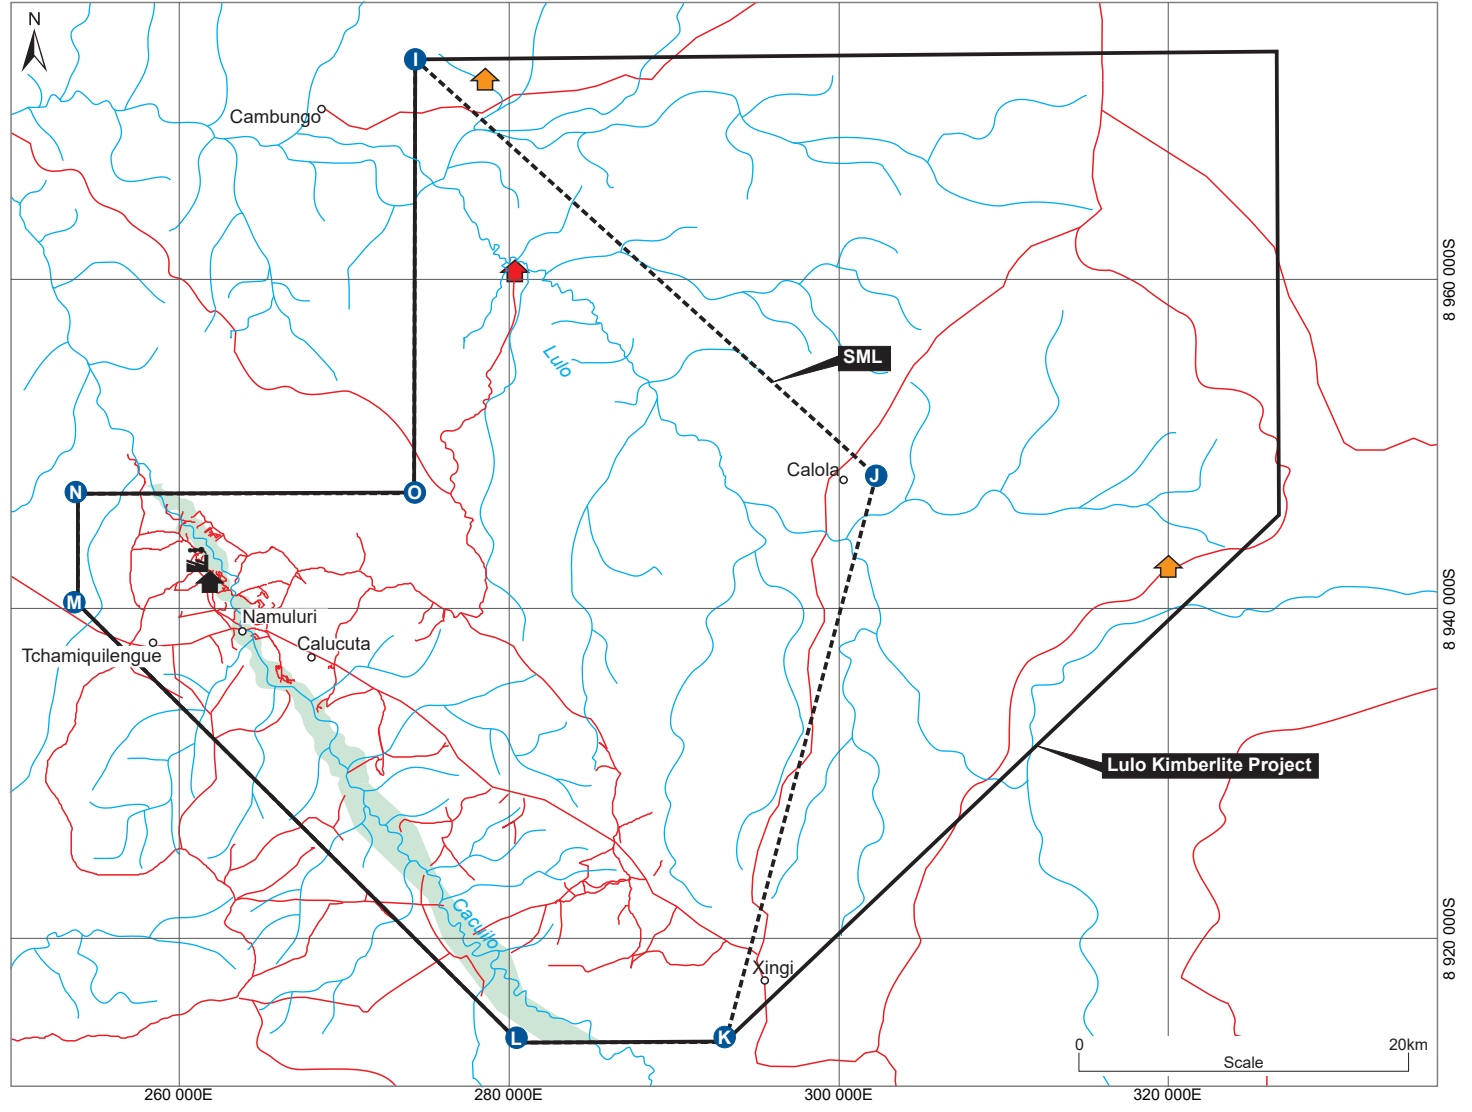 N
I
Cambungo
8 960 000S
Lulo
SML
Calola
J
N
O
M
Namuluri
Calucuta
Tchamiquilengue
8 940 000S
Lulo Kimberlite Project
Cacuilo
8 920 000S
Xingi
L
K
0
20km
Scale
260 000E
280 000E
300 000E
320 000E